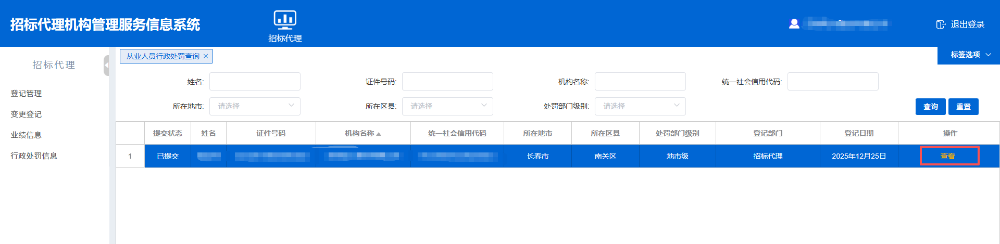 招标代理机构管理服务信息系统
招标代理
退出登录
招标代理
登记管理
变更登记
业绩信息
行政处罚信息
从业人员行政处罚查询
标签选项
姓名: 证件号码: 机构名称: 统一社会信用代码:
所在地市: 请选择 所在区县: 请选择 处罚部门级别: 请选择 查询 重置
提交状态 姓名 证件号码 机构名称 统一社会信用代码 所在地市 所在区县 处罚部门级别 登记部门 登记日期 操作
1 已提交 长春市 南关区 地市级 招标代理 2025年12月25日 查看